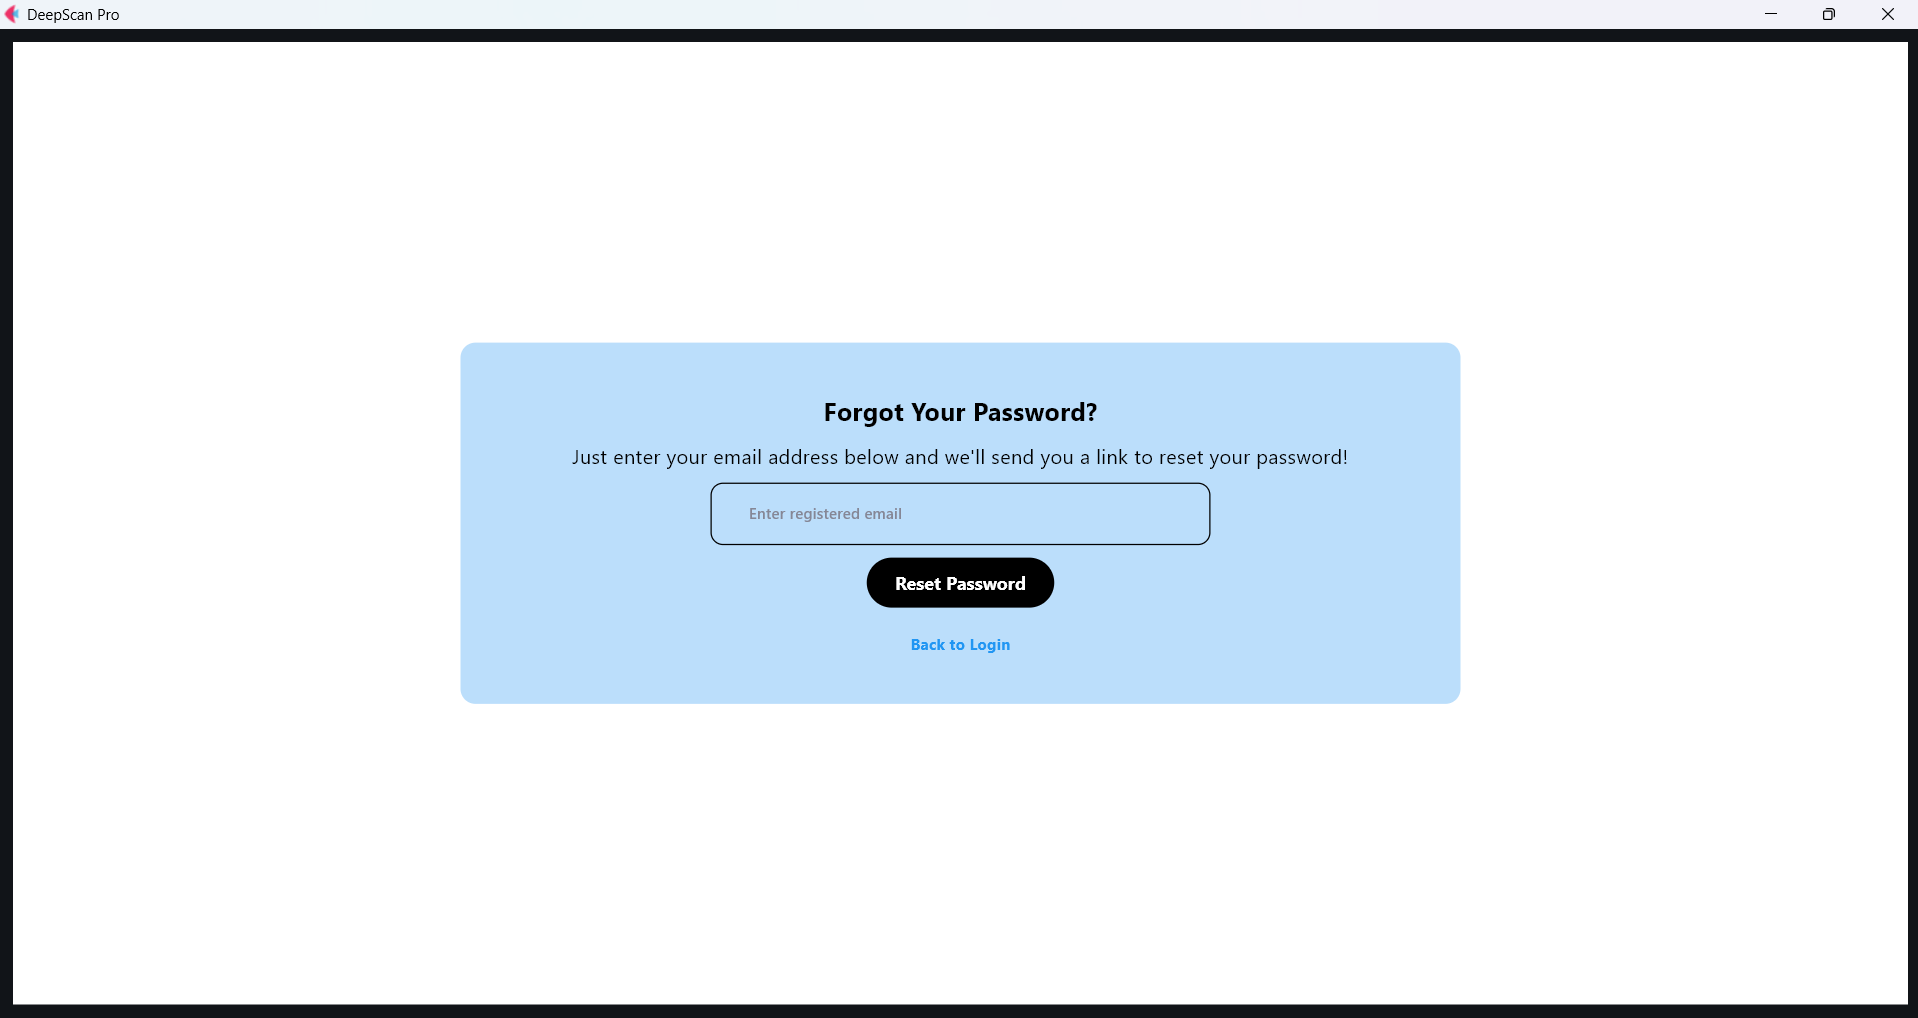 DeepScan Pro
Forgot Your Password?
Just enter your email address below and we'll send you a link to reset your password!
Enter registered email
Reset Password
Back to Login